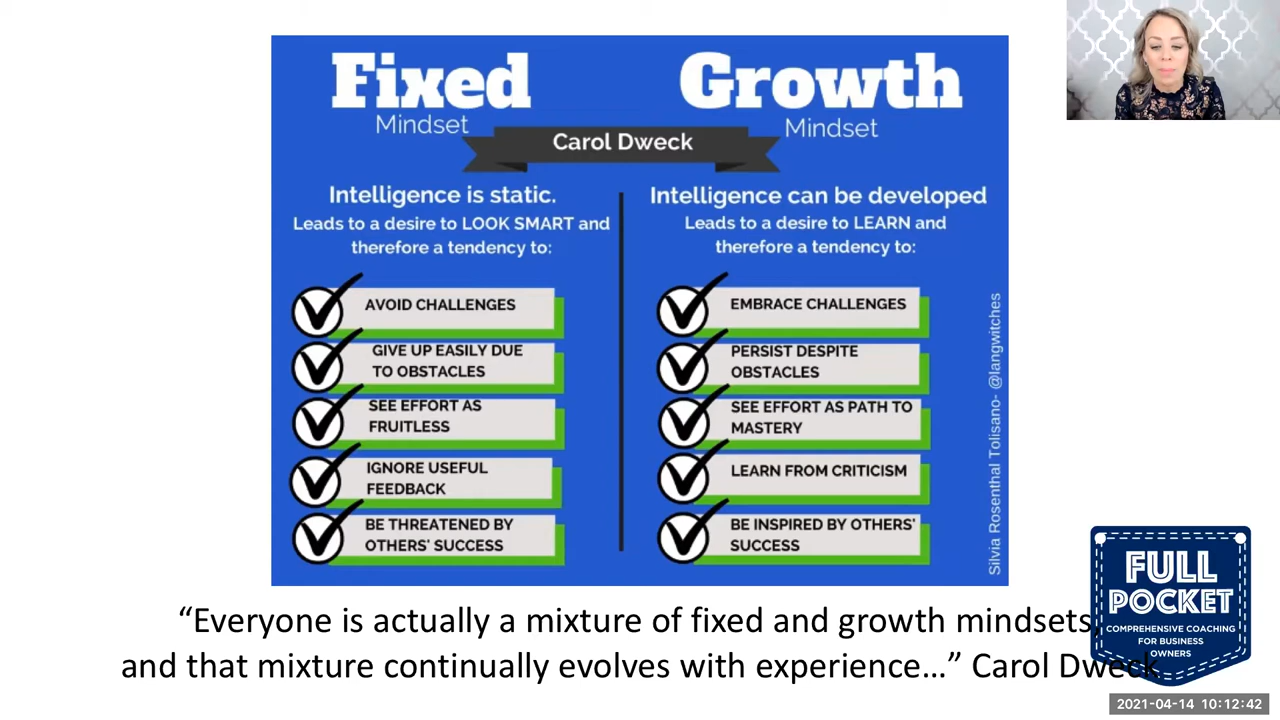 Fixed
Mindset
Growth
Mindset
Carol Dweck
Intelligence is static.
Leads to a desire to LOOK SMART and
therefore a tendency to:
AVOID CHALLENGES
GIVE UP EASILY DUE
TO OBSTACLES
SEE EFFORT AS
FRUITLESS
IGNORE USEFUL
FEEDBACK
BE THREATENED BY
OTHERS' SUCCESS
Intelligence can be developed
Leads to a desire to LEARN and
therefore a tendency to:
EMBRACE CHALLENGES
PERSIST DESPITE
OBSTACLES
SEE EFFORT AS PATH TO
MASTERY
LEARN FROM CRITICISM
BE INSPIRED BY OTHERS'
SUCCESS
Silvia Rosenthal Tolisano- @langwitches
“Everyone is actually a mixture of fixed and growth mindsets,
and that mixture continually evolves with experience…” Carol Dweck
FULL
POCKET
COMPREHENSIVE COACHING
FOR BUSINESS
OWNERS
2021-04-14 10:12:42